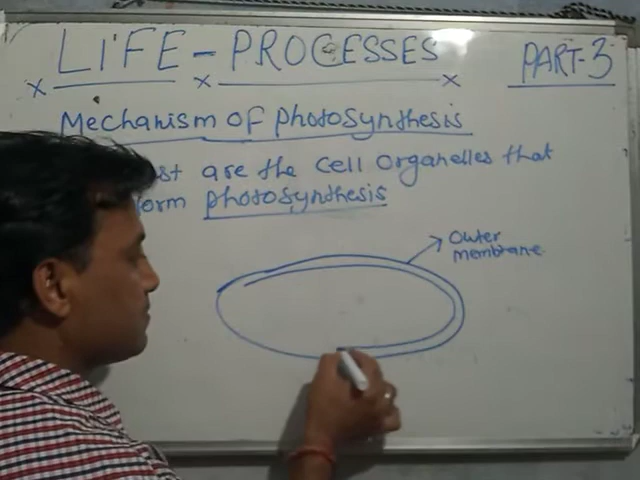 LIFE - PROCESSES
PART-3
Mechanism OF Photosynthesis
are the cell organelles that
Photosynthesis
Outer
membrane